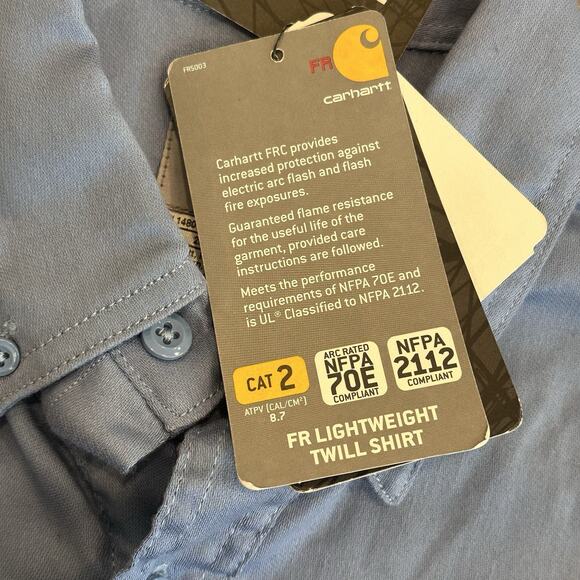 FRS003
FR
carhartt
Carhartt FRC provides
increased protection against
electric arc flash and flash
fire exposures.
Guaranteed flame resistance
for the useful life of the
garment, provided care
instructions are followed.
Meets the performance
requirements of NFPA 70E and
is UL® Classified to NFPA 2112.
CAT 2
ATPV (CAL/CM²)
8.7
ARC RATED
NFPA
70E
COMPLIANT
NFPA
2112
COMPLIANT
FR LIGHTWEIGHT
TWILL SHIRT